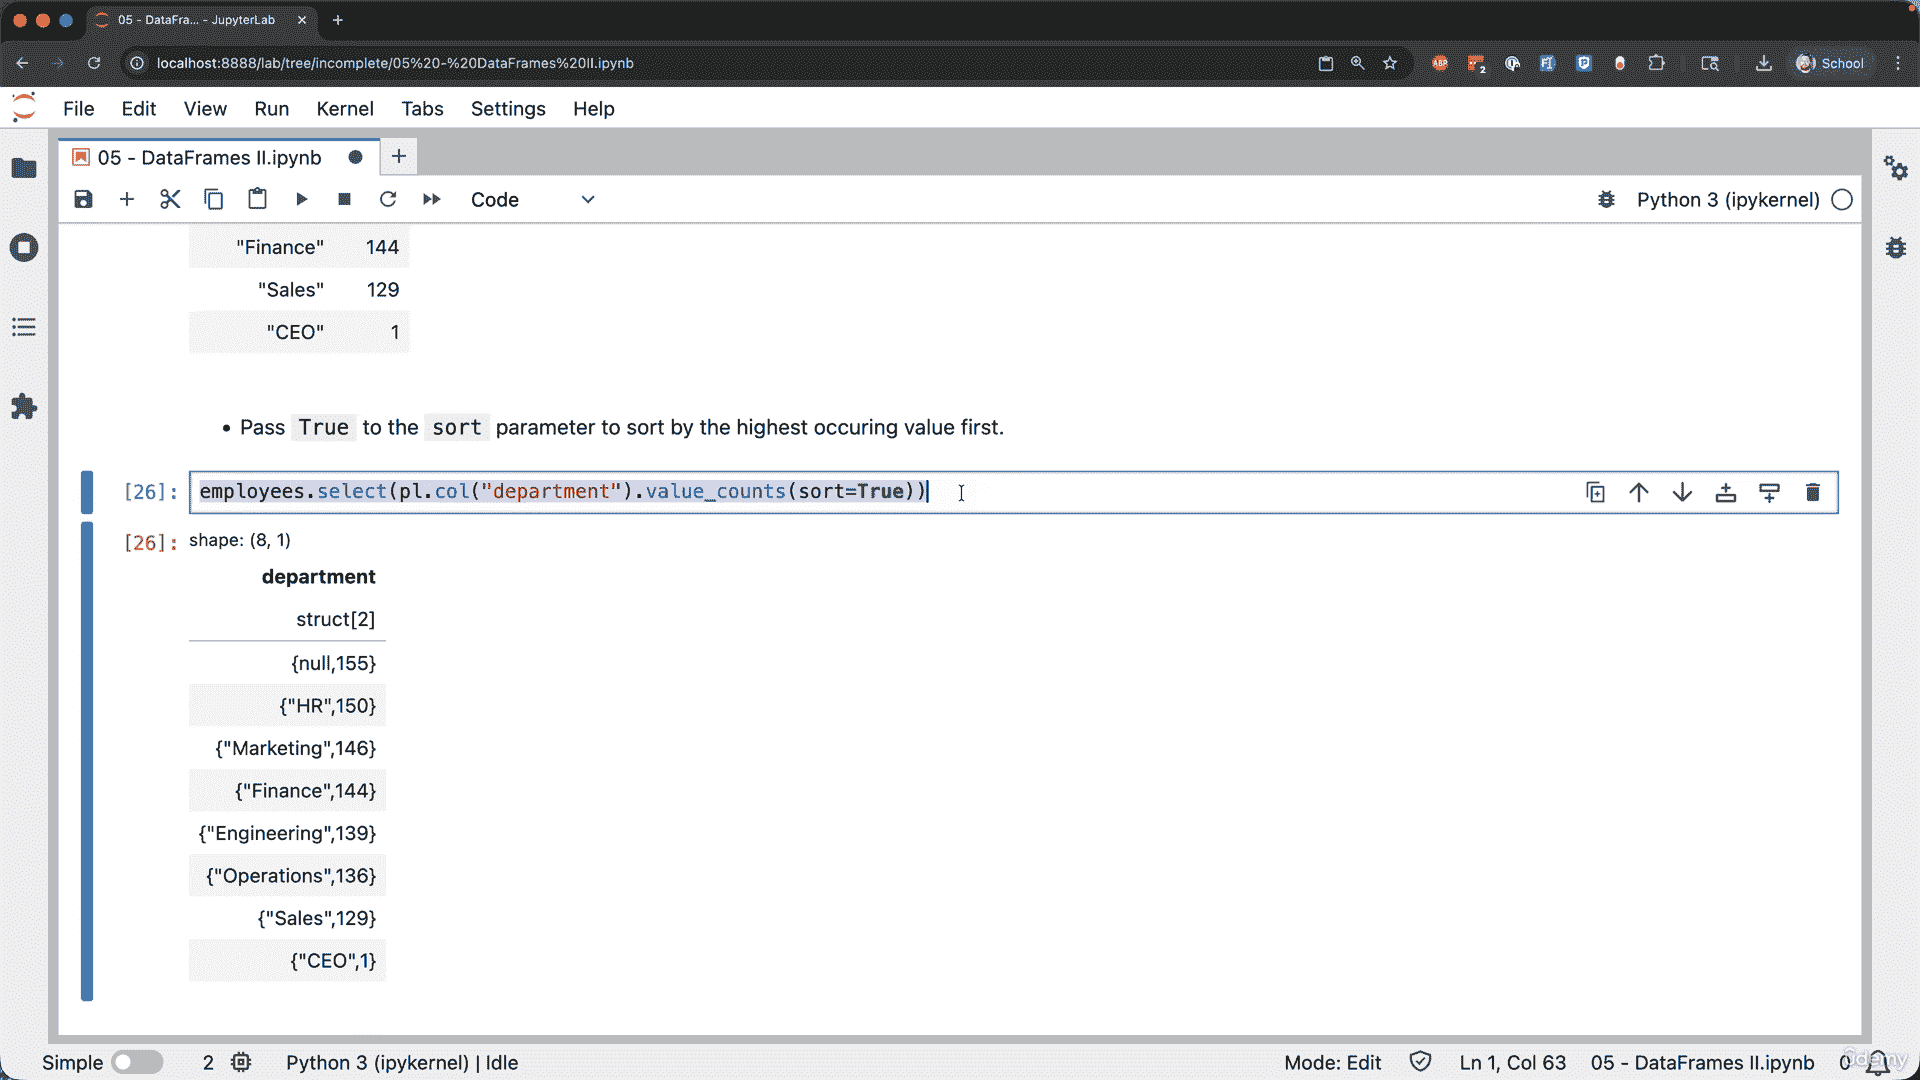 05 - DataFra... - JupyterLab
localhost:8888/lab/tree/incomplete/05%20-%20DataFrames%20II.ipynb
ABP
2
School
File Edit View Run Kernel Tabs Settings Help
05 - DataFrames II.ipynb
Code
Python 3 (ipykernel)
"Finance" 144
"Sales" 129
"CEO" 1
• Pass True to the sort parameter to sort by the highest occuring value first.
[26]: employees.select(pl.col("department").value_counts(sort=True))
[26]: shape: (8, 1)
department
struct[2]
{null,155}
{"HR",150}
{"Marketing",146}
{"Finance",144}
{"Engineering",139}
{"Operations",136}
{"Sales",129}
{"CEO",1}
Simple 2 Python 3 (ipykernel) | Idle Mode: Edit Ln 1, Col 63 05 - DataFrames II.ipynb 0
Udemy